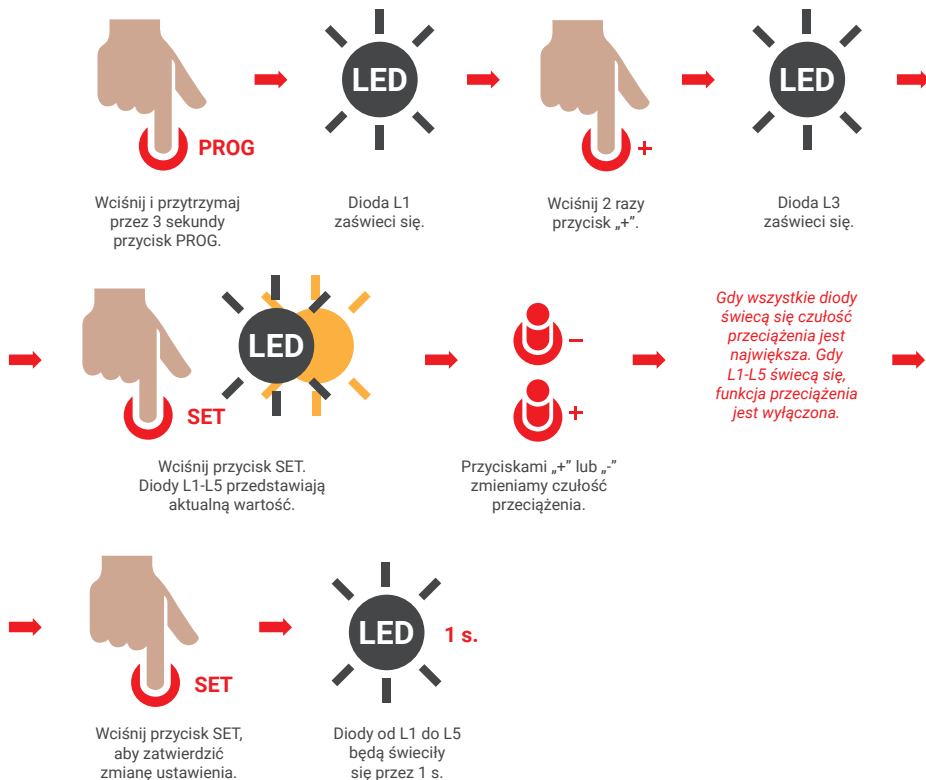 PROG
Wciśnij i przytrzymaj
przez 3 sekundy
przycisk PROG.
LED
Dioda L1
zaświeci się.
+
Wciśnij 2 razy
przycisk „+”.
LED
Dioda L3
zaświeci się.
SET
LED
Wciśnij przycisk SET.
Diody L1-L5 przedstawiają
aktualną wartość.
-
+
Przyciskami „+” lub „-”
zmieniamy czułość
przeciążenia.
Gdy wszystkie diody
świecą się czułość
przeciążenia jest
największa. Gdy
L1-L5 świecą się,
funkcja przeciążenia
jest wyłączona.
SET
Wciśnij przycisk SET,
aby zatwierdzić
zmianę ustawienia.
LED
1 s.
Diody od L1 do L5
będą świeciły
się przez 1 s.